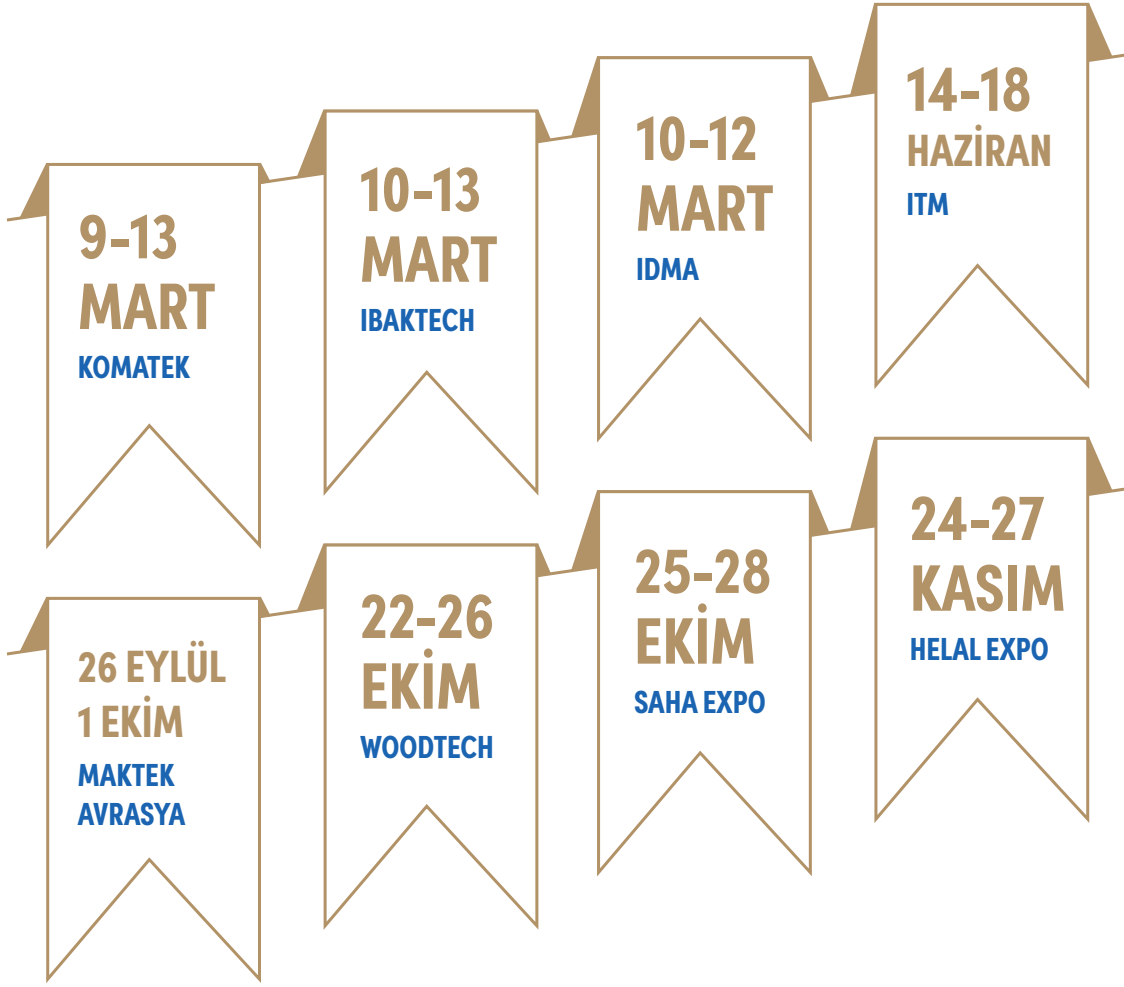 9-13
MART
KOMATEK
10-13
MART
IBAKTECH
10-12
MART
IDMA
14-18
HAZİRAN
ITM
26 EYLÜL
1 EKİM
MAKTEK
AVRASYA
22-26
EKİM
WOODTECH
25-28
EKİM
SAHA EXPO
24-27
KASIM
HELAL EXPO